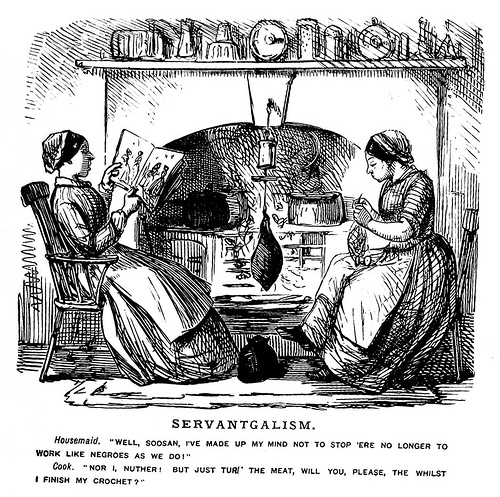 SERVANTGALISM.
Housemaid. "WELL, SOOSAN, I'VE MADE UP MY MIND NOT TO STOP 'ERE NO LONGER TO
WORK LIKE NEGROES AS WE DO!"
Cook. "NOR I, NUTHER! BUT JUST TURN THE MEAT, WILL YOU, PLEASE, THE WHILST
I FINISH MY CROCHET?"